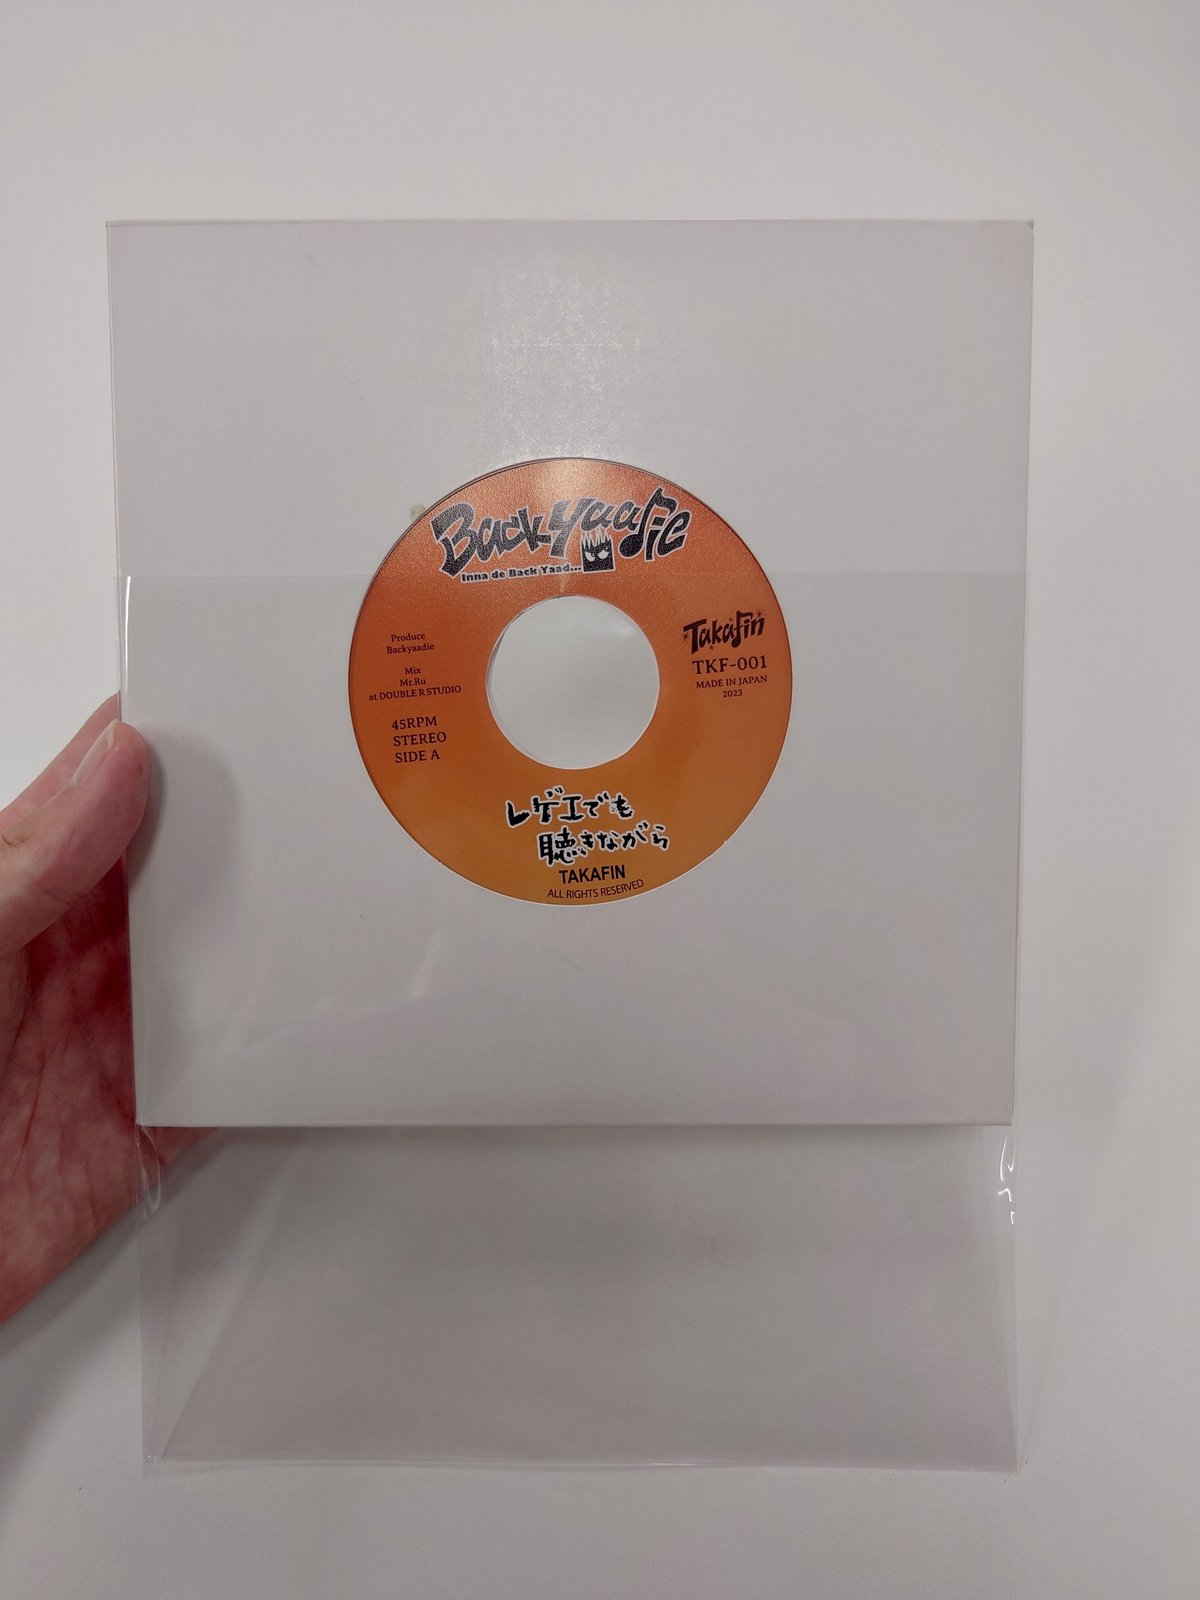 BackYaadie
Inna de Back Yaad...
Produce
Backyaadie
Mix
Mr.Ru
at DOUBLE R STUDIO
45RPM
STEREO
SIDE A
Takafin
TKF-001
MADE IN JAPAN
2023
レゲエでも
聴きながら
TAKAFIN
ALL RIGHTS RESERVED